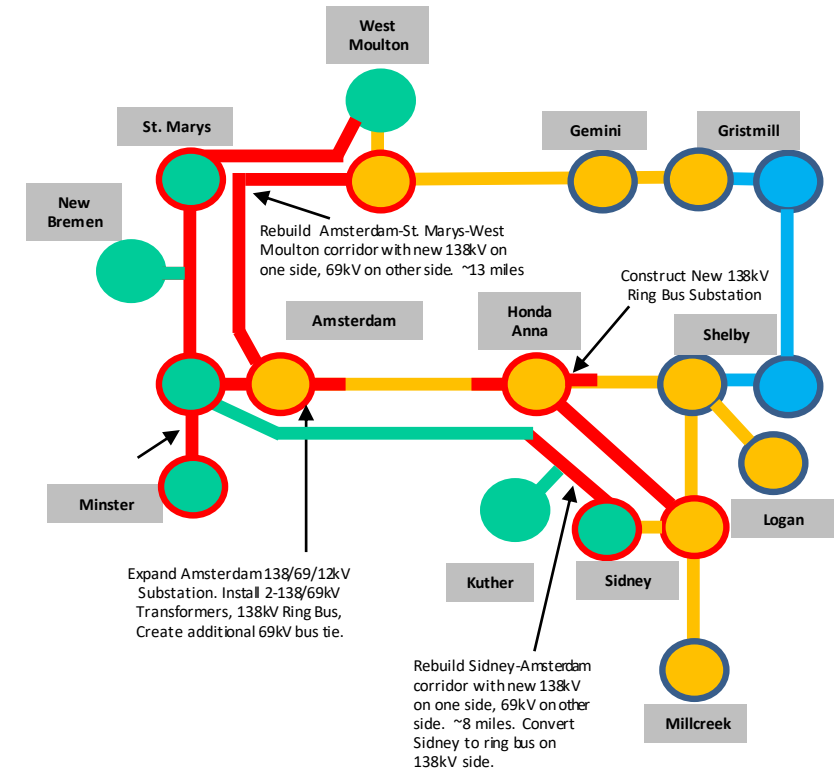 West
Moulton
St. Marys
Gemini
Gristmill
New
Bremen
Rebuild Amsterdam-St. Marys-West
Moulton corridor with new 138kV on
one side, 69kV on other side. ~13 miles
Construct New 138kV
Ring Bus Substation
Amsterdam
Honda
Anna
Shelby
Minster
Logan
Kuther
Sidney
Expand Amsterdam 138/69/12kV
Substation. Install 2-138/69kV
Transformers, 138kV Ring Bus,
Create additional 69kV bus tie.
Rebuild Sidney-Amsterdam
corridor with new 138kV
on one side, 69kV on other
side. ~8 miles. Convert
Sidney to ring bus on
138kV side.
Millcreek